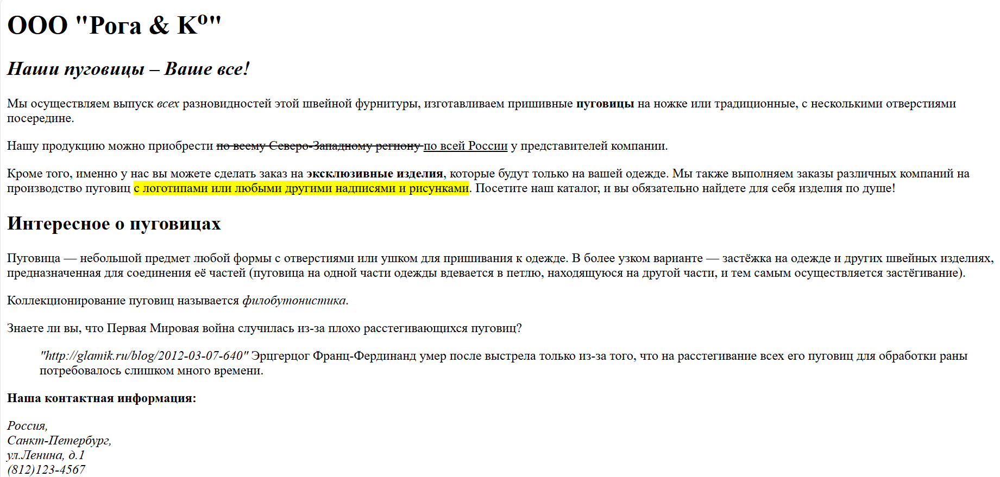 ООО "Рога & Kº"
Наши пуговицы – Ваше все!
Мы осуществляем выпуск всех разновидностей этой швейной фурнитуры, изготавливаем пришивные пуговицы на ножке или традиционные, с несколькими отверстиями
посередине.
Нашу продукцию можно приобрести по всему Северо-Западному региону по всей России у представителей компании.
Кроме того, именно у нас вы можете сделать заказ на эксклюзивные изделия, которые будут только на вашей одежде. Мы также выполняем заказы различных компаний на
производство пуговиц с логотипами или любыми другими надписями и рисунками. Посетите наш каталог, и вы обязательно найдете для себя изделия по душе!
Интересное о пуговицах
Пуговица — небольшой предмет любой формы с отверстиями или ушком для пришивания к одежде. В более узком варианте — застёжка на одежде и других швейных изделиях,
предназначенная для соединения её частей (пуговица на одной части одежды вдевается в петлю, находящуюся на другой части, и тем самым осуществляется застёгивание).
Коллекционирование пуговиц называется филобутонистика.
Знаете ли вы, что Первая Мировая война случилась из-за плохо расстегивающихся пуговиц?
"http://glamik.ru/blog/2012-03-07-640" Эрцгерцог Франц-Фердинанд умер после выстрела только из-за того, что на расстегивание всех его пуговиц для обработки раны
потребовалось слишком много времени.
Наша контактная информация:
Россия,
Санкт-Петербург,
ул.Ленина, д.1
(812)123-4567